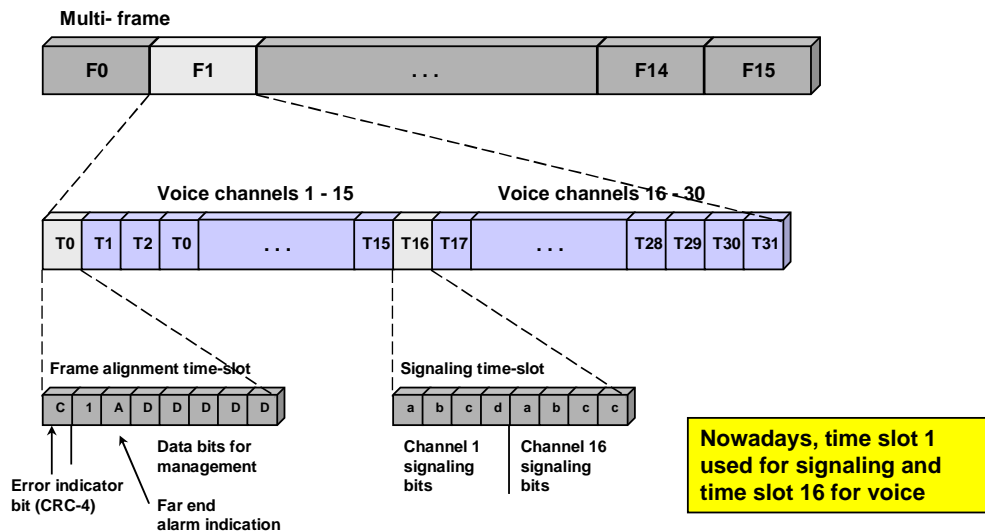 Multi- frame
F0 F1 . . . F14 F15
Voice channels 1 - 15 Voice channels 16 - 30
T0 T1 T2 T0 . . . T15 T16 T17 . . . T28 T29 T30 T31
Frame alignment time-slot
C 1 A D D D D D
Data bits for
management
Error indicator
bit (CRC-4)
Far end
alarm indication
Signaling time-slot
a b c d a b c c
Channel 1
signaling
bits
Channel 16
signaling
bits
Nowadays, time slot 1
used for signaling and
time slot 16 for voice